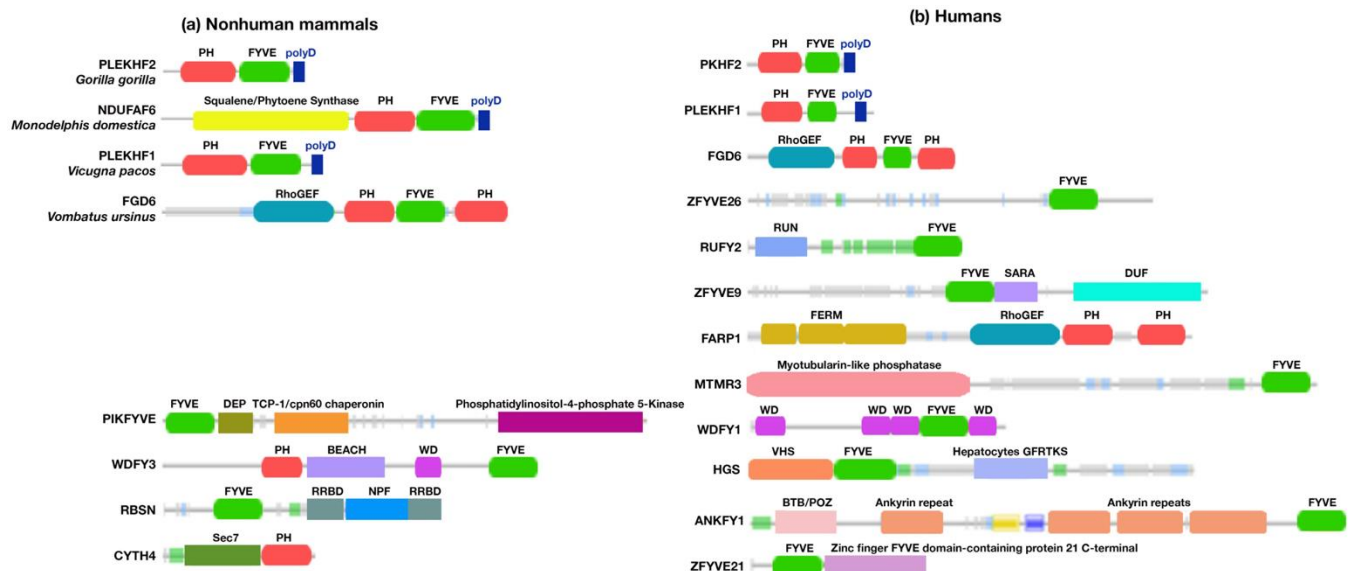 (a) Nonhuman mammals
PH FYVE polyD
PLEKHF2
Gorilla gorilla
Squalene/Phytoene Synthase PH FYVE polyD
NDUFAF6
Monodelphis domestica
PH FYVE polyD
PLEKHF1
Vicugna pacos
RhoGEF PH FYVE PH
FGD6
Vombatus ursinus
FYVE DEP TCP-1/cpn60 chaperonin Phosphatidylinositol-4-phosphate 5-Kinase
PIKFYVE
PH BEACH WD FYVE
WDFY3
FYVE RRBD NPF RRBD
RBSN
Sec7 PH
CYTH4
(b) Humans
PH FYVE polyD
PKHF2
PH FYVE polyD
PLEKHF1
RhoGEF PH FYVE PH
FGD6
FYVE
ZFYVE26
RUN FYVE
RUFY2
FYVE SARA DUF
ZFYVE9
FERM RhoGEF PH PH
FARP1
Myotubularin-like phosphatase FYVE
MTMR3
WD WD WD FYVE WD
WDFY1
VHS FYVE Hepatocytes GFRTKS
HGS
BTB/POZ Ankyrin repeat Ankyrin repeats FYVE
ANKFY1
FYVE Zinc finger FYVE domain-containing protein 21 C-terminal
ZFYVE21